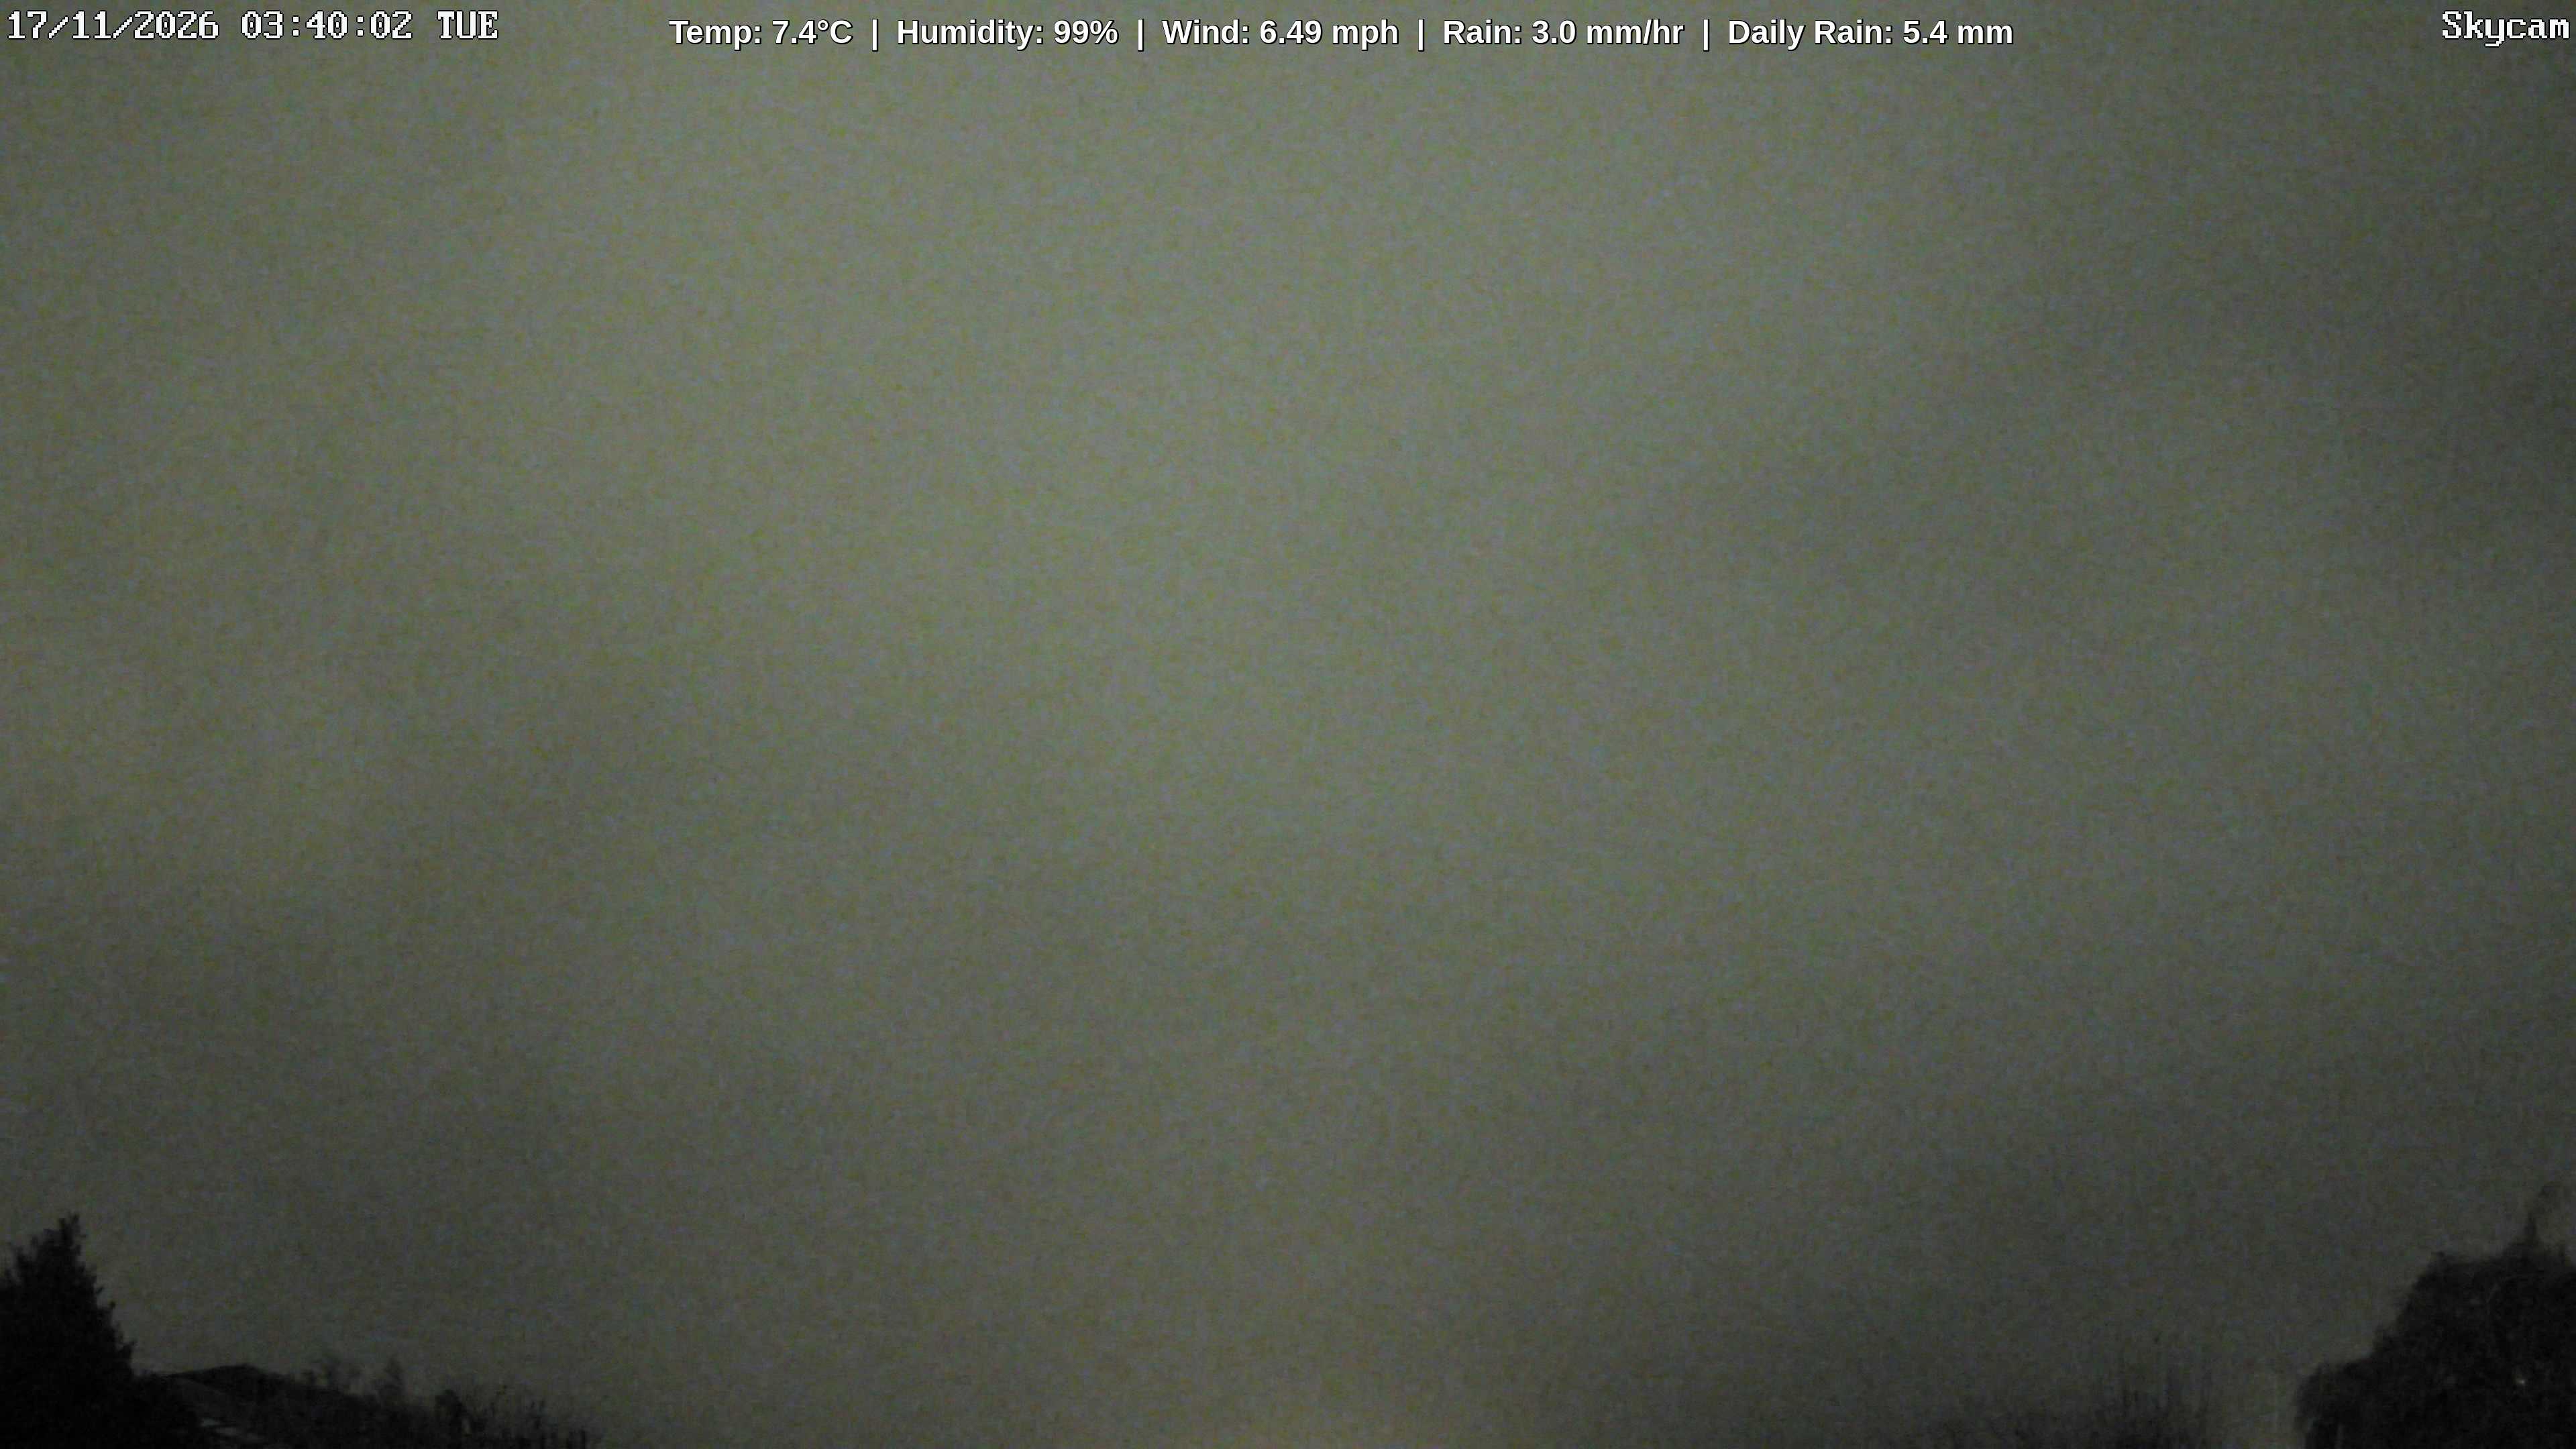 17/11/2026 03:40:02 TUE
Temp: 7.4°C | Humidity: 99% | Wind: 6.49 mph | Rain: 3.0 mm/hr | Daily Rain: 5.4 mm
Skycam